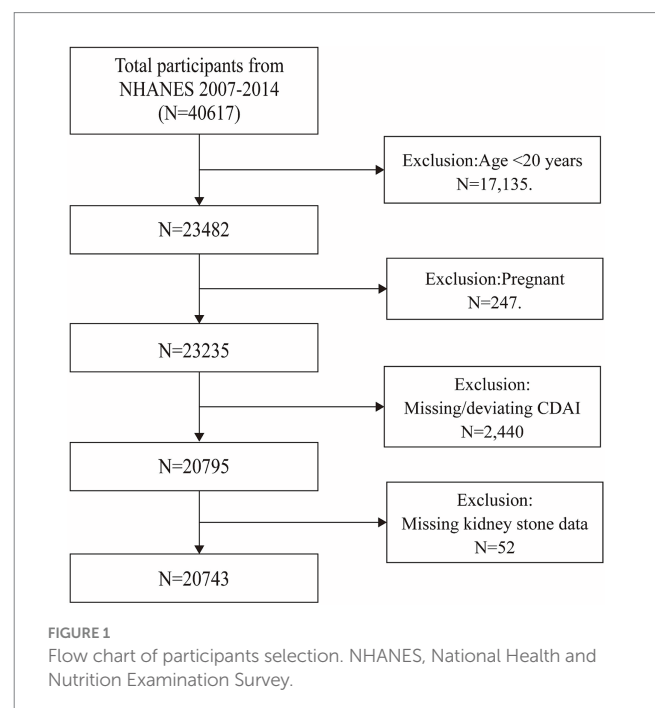 Total participants from
NHANES 2007-2014
(N=40617)
Exclusion:Age <20 years
N=17,135.
N=23482
Exclusion:Pregnant
N=247.
N=23235
Exclusion:
Missing/deviating CDAI
N=2,440
N=20795
Exclusion:
Missing kidney stone data
N=52
N=20743
FIGURE 1
Flow chart of participants selection. NHANES, National Health and
Nutrition Examination Survey.